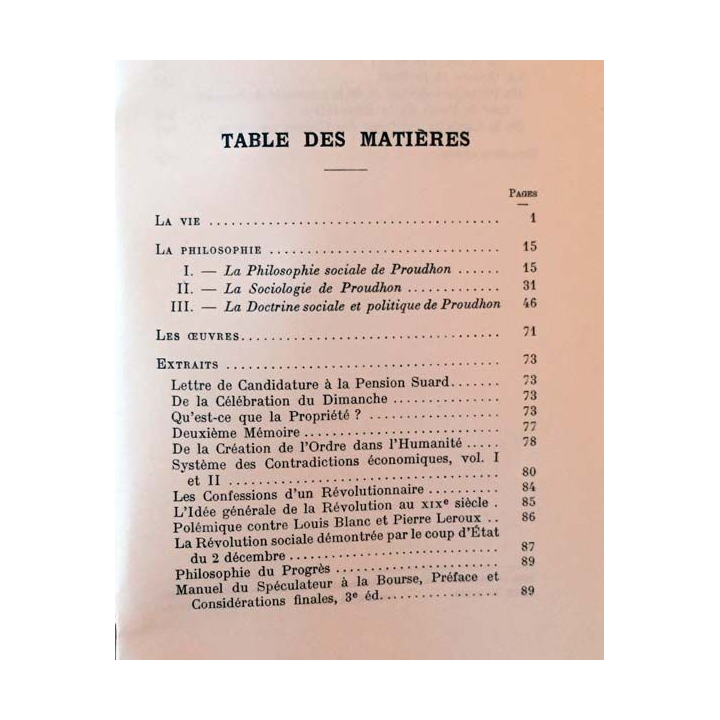 TABLE DES MATIÈRES
PAGES
LA VIE 1
LA PHILOSOPHIE 15
I. — La Philosophie sociale de Proudhon 15
II. — La Sociologie de Proudhon 31
III. — La Doctrine sociale et politique de Proudhon 46
LES ŒUVRES 71
EXTRAITS 73
Lettre de Candidature à la Pension Suard 73
De la Célébration du Dimanche 73
Qu'est-ce que la Propriété ? 73
Deuxième Mémoire 77
De la Création de l'Ordre dans l'Humanité 78
Système des Contradictions économiques, vol. I
et II 80
Les Confessions d'un Révolutionnaire 84
L'Idée générale de la Révolution au XIXe siècle 85
Polémique contre Louis Blanc et Pierre Leroux 86
La Révolution sociale démontrée par le coup d'État
du 2 décembre 87
Philosophie du Progrès 89
Manuel du Spéculateur à la Bourse, Préface et
Considérations finales, 3e éd. 89